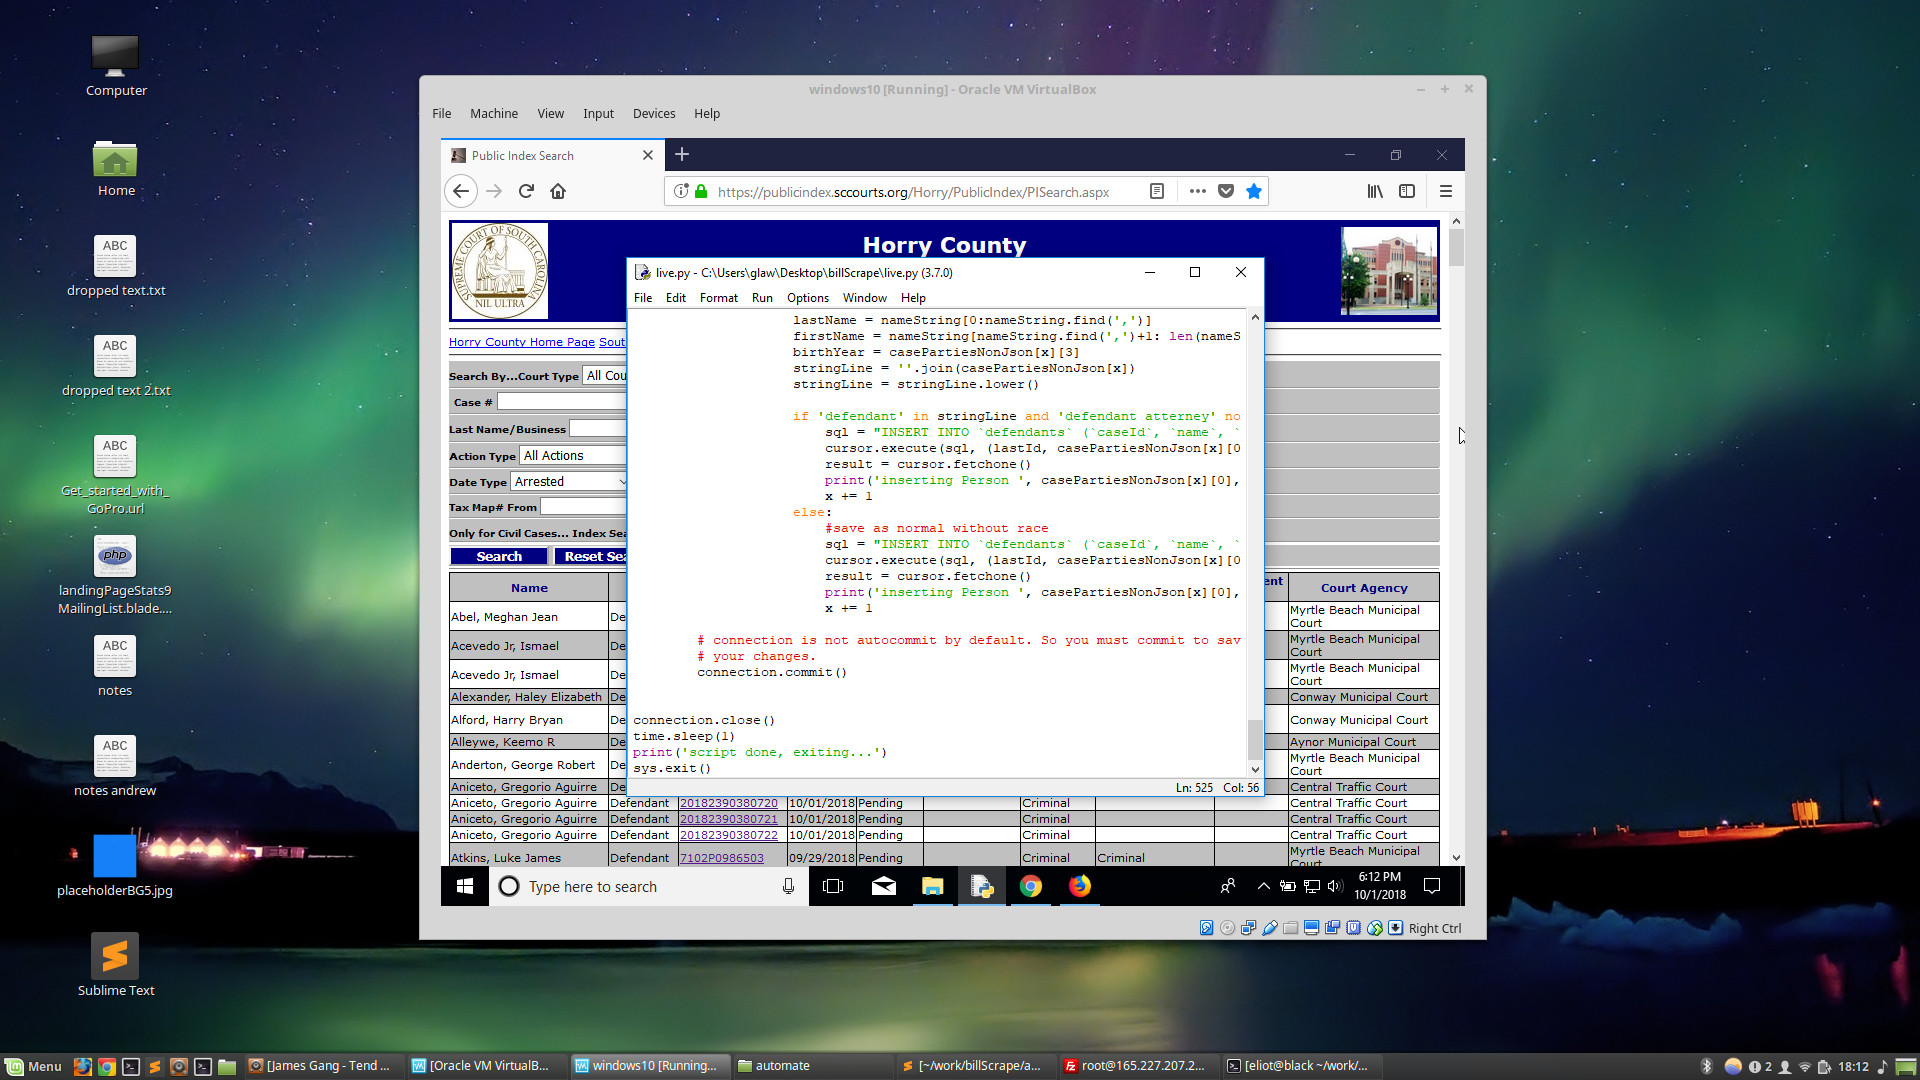 Computer
Home
ABC
dropped text.txt
ABC
dropped text 2.txt
ABC
Get_started_with_
GoPro.url
php
landingPageStats9
MailingList.blade....
ABC
notes
ABC
notes andrew
placeholderBG5.jpg
Sublime Text
windows10 [Running] - Oracle VM VirtualBox
File Machine View Input Devices Help
Public Index Search
https://publicindex.sccourts.org/Horry/PublicIndex/PISearch.aspx
SUPREME COURT OF SOUTH CAROLINA
NIL ULTRA
Horry County
Horry County Home Page Sout
Search By...Court Type All Cou
Case #
Last Name/Business
Action Type All Actions
Date Type Arrested
Tax Map# From
Only for Civil Cases... Index Sea
Search Reset Sea
live.py - C:\Users\glaw\Desktop\billScrape\live.py (3.7.0)
File Edit Format Run Options Window Help
lastName = nameString[0:nameString.find(',')]
firstName = nameString[nameString.find(',')+1: len(nameS
birthYear = casePartiesNonJson[x][3]
stringLine = ''.join(casePartiesNonJson[x])
stringLine = stringLine.lower()
if 'defendant' in stringLine and 'defendant atterney' no
sql = "INSERT INTO `defendants` (`caseId`, `name`, `
cursor.execute(sql, (lastId, casePartiesNonJson[x][0
result = cursor.fetchone()
print('inserting Person ', casePartiesNonJson[x][0],
x += 1
else:
#save as normal without race
sql = "INSERT INTO `defendants` (`caseId`, `name`, `
cursor.execute(sql, (lastId, casePartiesNonJson[x][0
result = cursor.fetchone()
print('inserting Person ', casePartiesNonJson[x][0],
x += 1
# connection is not autocommit by default. So you must commit to sav
# your changes.
connection.commit()
connection.close()
time.sleep(1)
print('script done, exiting...')
sys.exit()
Ln: 525 Col: 56
Name ent Court Agency
Abel, Meghan Jean De Myrtle Beach Municipal
Court
Acevedo Jr, Ismael De Myrtle Beach Municipal
Court
Acevedo Jr, Ismael De Myrtle Beach Municipal
Court
Alexander, Haley Elizabeth De Conway Municipal Court
Alford, Harry Bryan De Conway Municipal Court
Alleywe, Keemo R De Aynor Municipal Court
Anderton, George Robert De Myrtle Beach Municipal
Court
Aniceto, Gregorio Aguirre De Central Traffic Court
Aniceto, Gregorio Aguirre Defendant 20182390380720 10/01/2018 Pending Criminal Central Traffic Court
Aniceto, Gregorio Aguirre Defendant 20182390380721 10/01/2018 Pending Criminal Central Traffic Court
Aniceto, Gregorio Aguirre Defendant 20182390380722 10/01/2018 Pending Criminal Central Traffic Court
Atkins, Luke James Defendant 7102P0986503 09/29/2018 Pending Criminal Criminal Myrtle Beach Municipal
Court
Type here to search
6:12 PM
10/1/2018
Right Ctrl
Menu [James Gang - Tend ... [Oracle VM VirtualB... windows10 [Running... automate [~/work/billScrape/a... root@165.227.207.2... [eliot@black ~/work/... 2 18:12